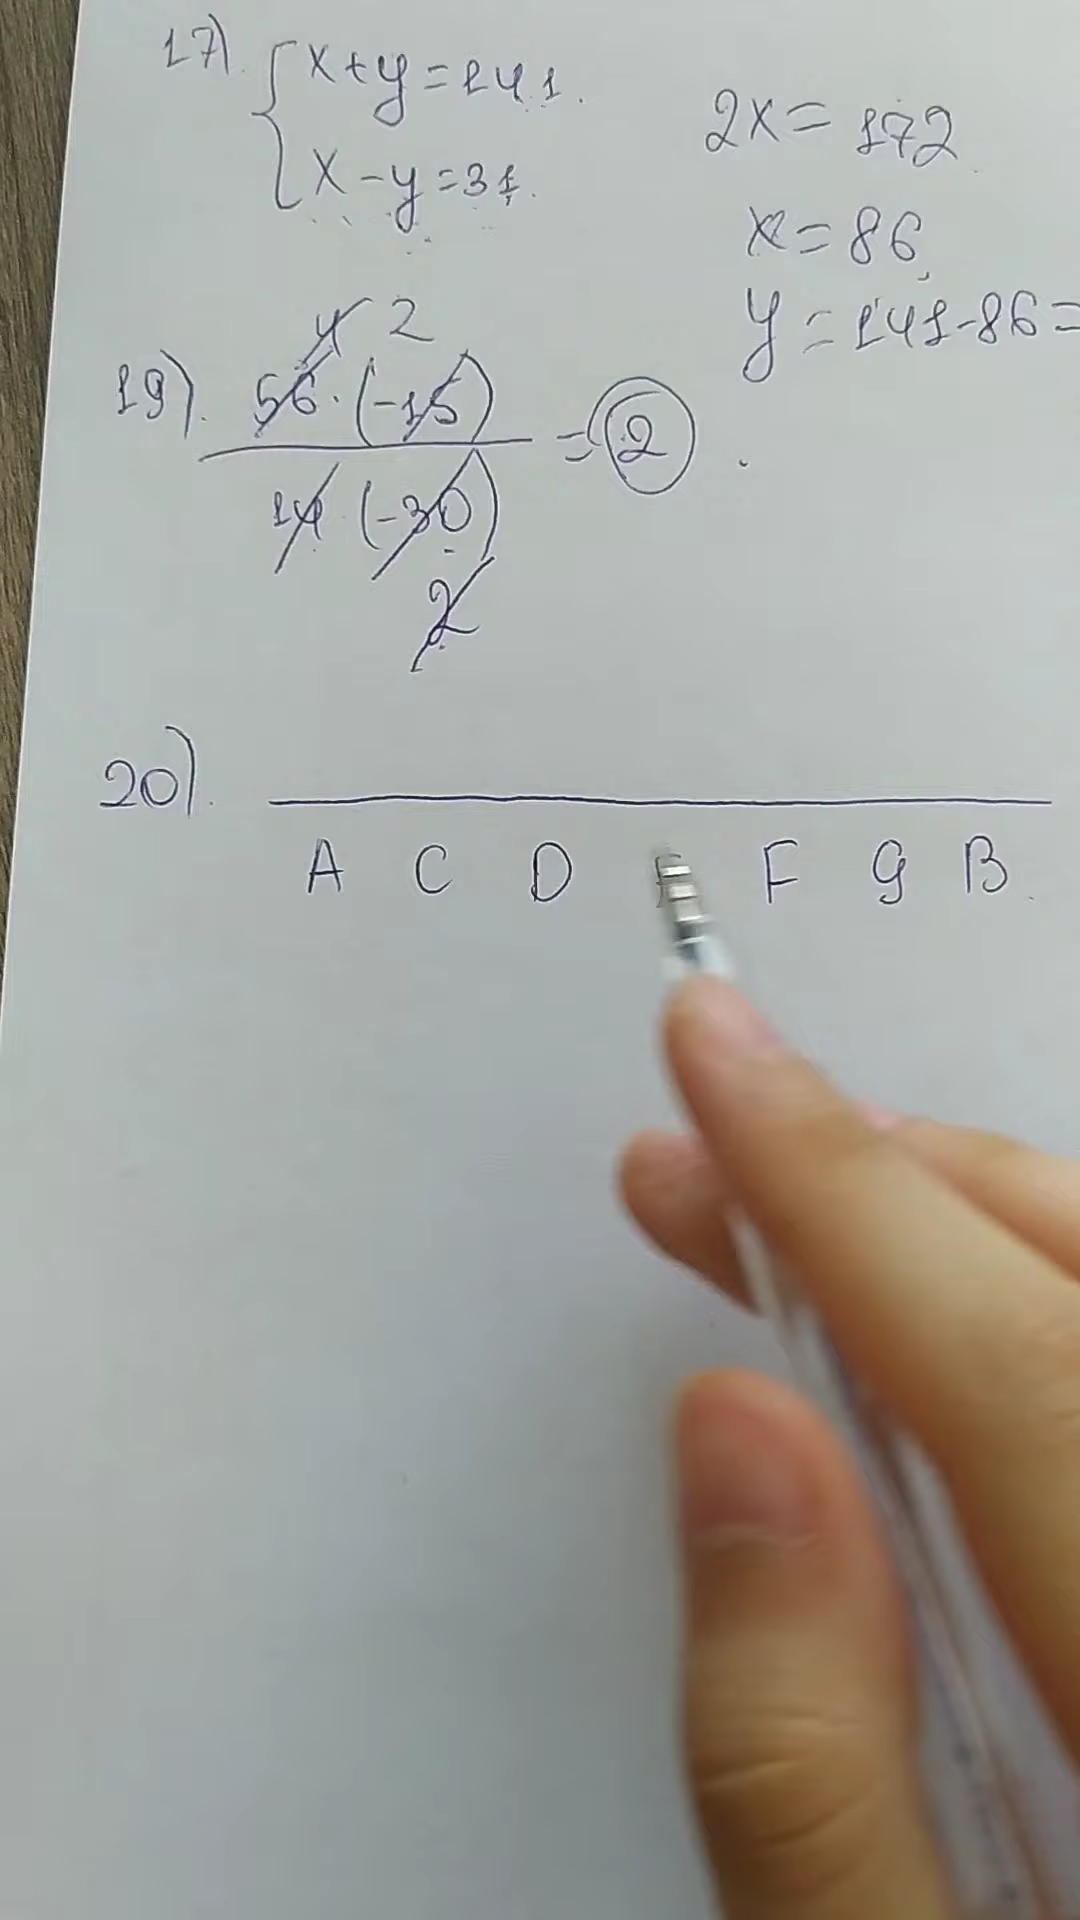 17). x+y=141.
x-y=31.
2x=172
x=86,
y=141-86=
4 2
19). 56·(-15)
=2
14·(-30)
2
20).
A C D E F G B.